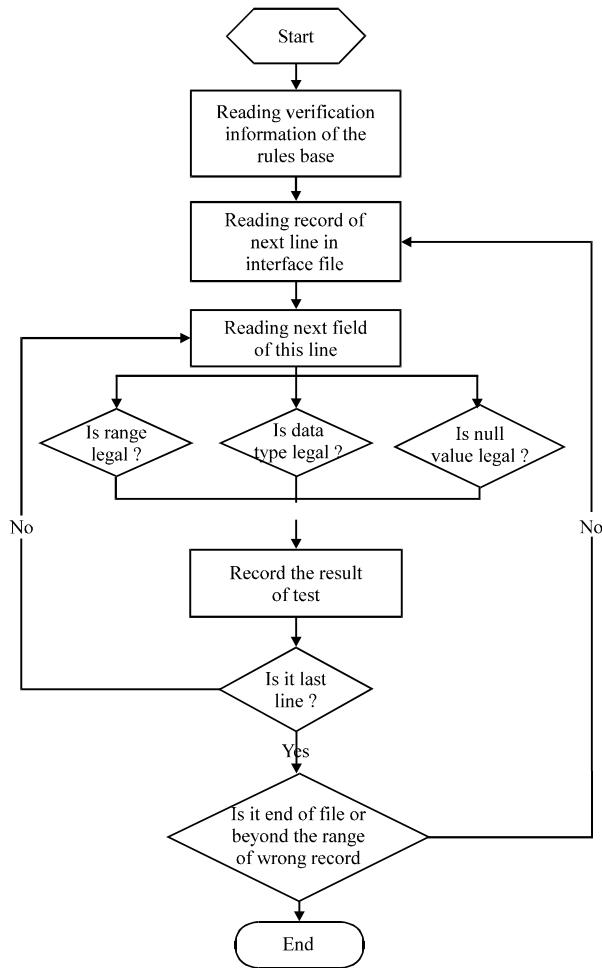 Start
Reading verification
information of the
rules base
Reading record of
next line in
interface file
Reading next field
of this line
Is range
legal ?
Is data
type legal ?
Is null
value legal ?
No
No
Record the result
of test
Is it last
line ?
Yes
Is it end of file or
beyond the range
of wrong record
End